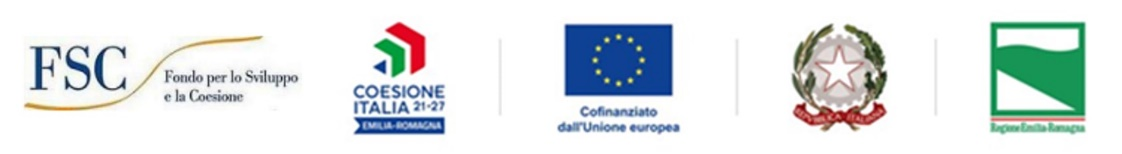 FSC
Fondo per lo Sviluppo
e la Coesione
COESIONE
ITALIA 21-27
EMILIA-ROMAGNA
Cofinanziato
dall'Unione europea
REPVBBLICA ITALIANA
Regione Emilia-Romagna